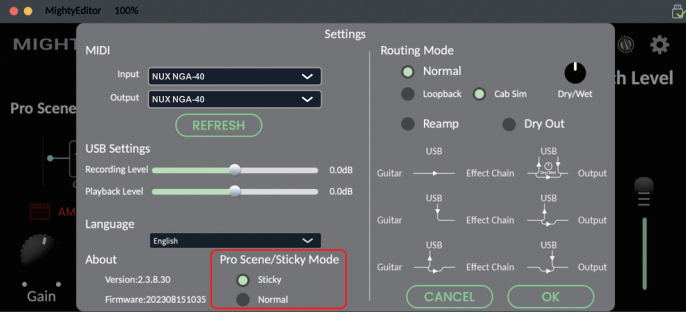 MightyEditor 100%
MIGHT
Pro Scene
AM
Gain
ch Level
Settings
MIDI
Input NUX NGA-40
Output NUX NGA-40
REFRESH
USB Settings
Recording Level 0.0dB
Playback Level 0.0dB
Language
English
About
Version:2.3.8.30
Firmware:202308151035
Pro Scene/Sticky Mode
Sticky
Normal
Routing Mode
Normal
Loopback Cab Sim Dry/Wet
Reamp Dry Out
USB USB
Dry/Wet
Guitar Effect Chain Output
USB USB
Guitar Effect Chain Output
USB USB
Guitar Effect Chain Output
CANCEL OK